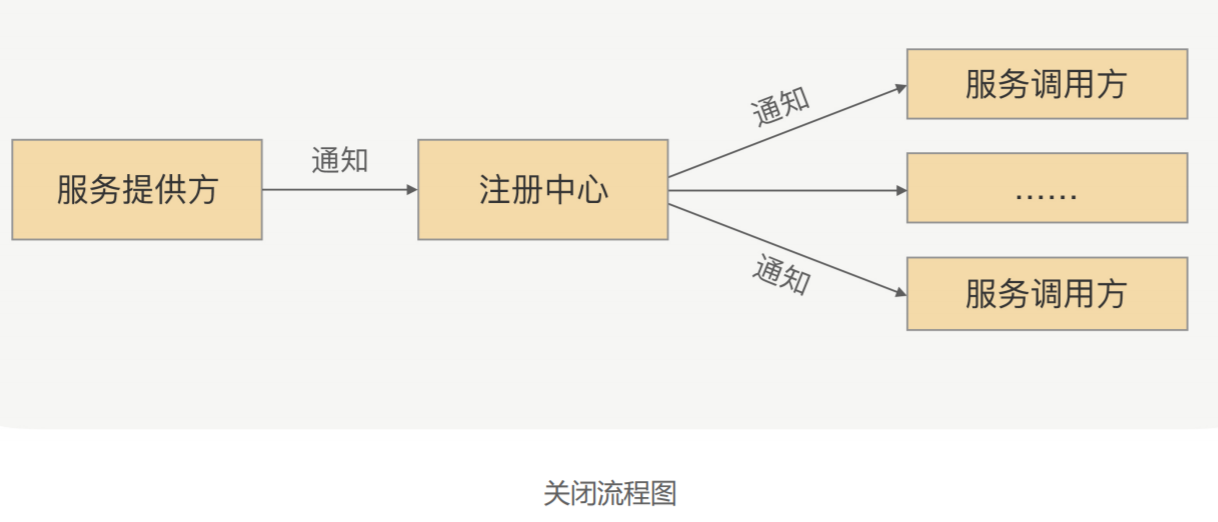 服务提供方
通知
注册中心
通知
服务调用方
……
通知
服务调用方
关闭流程图